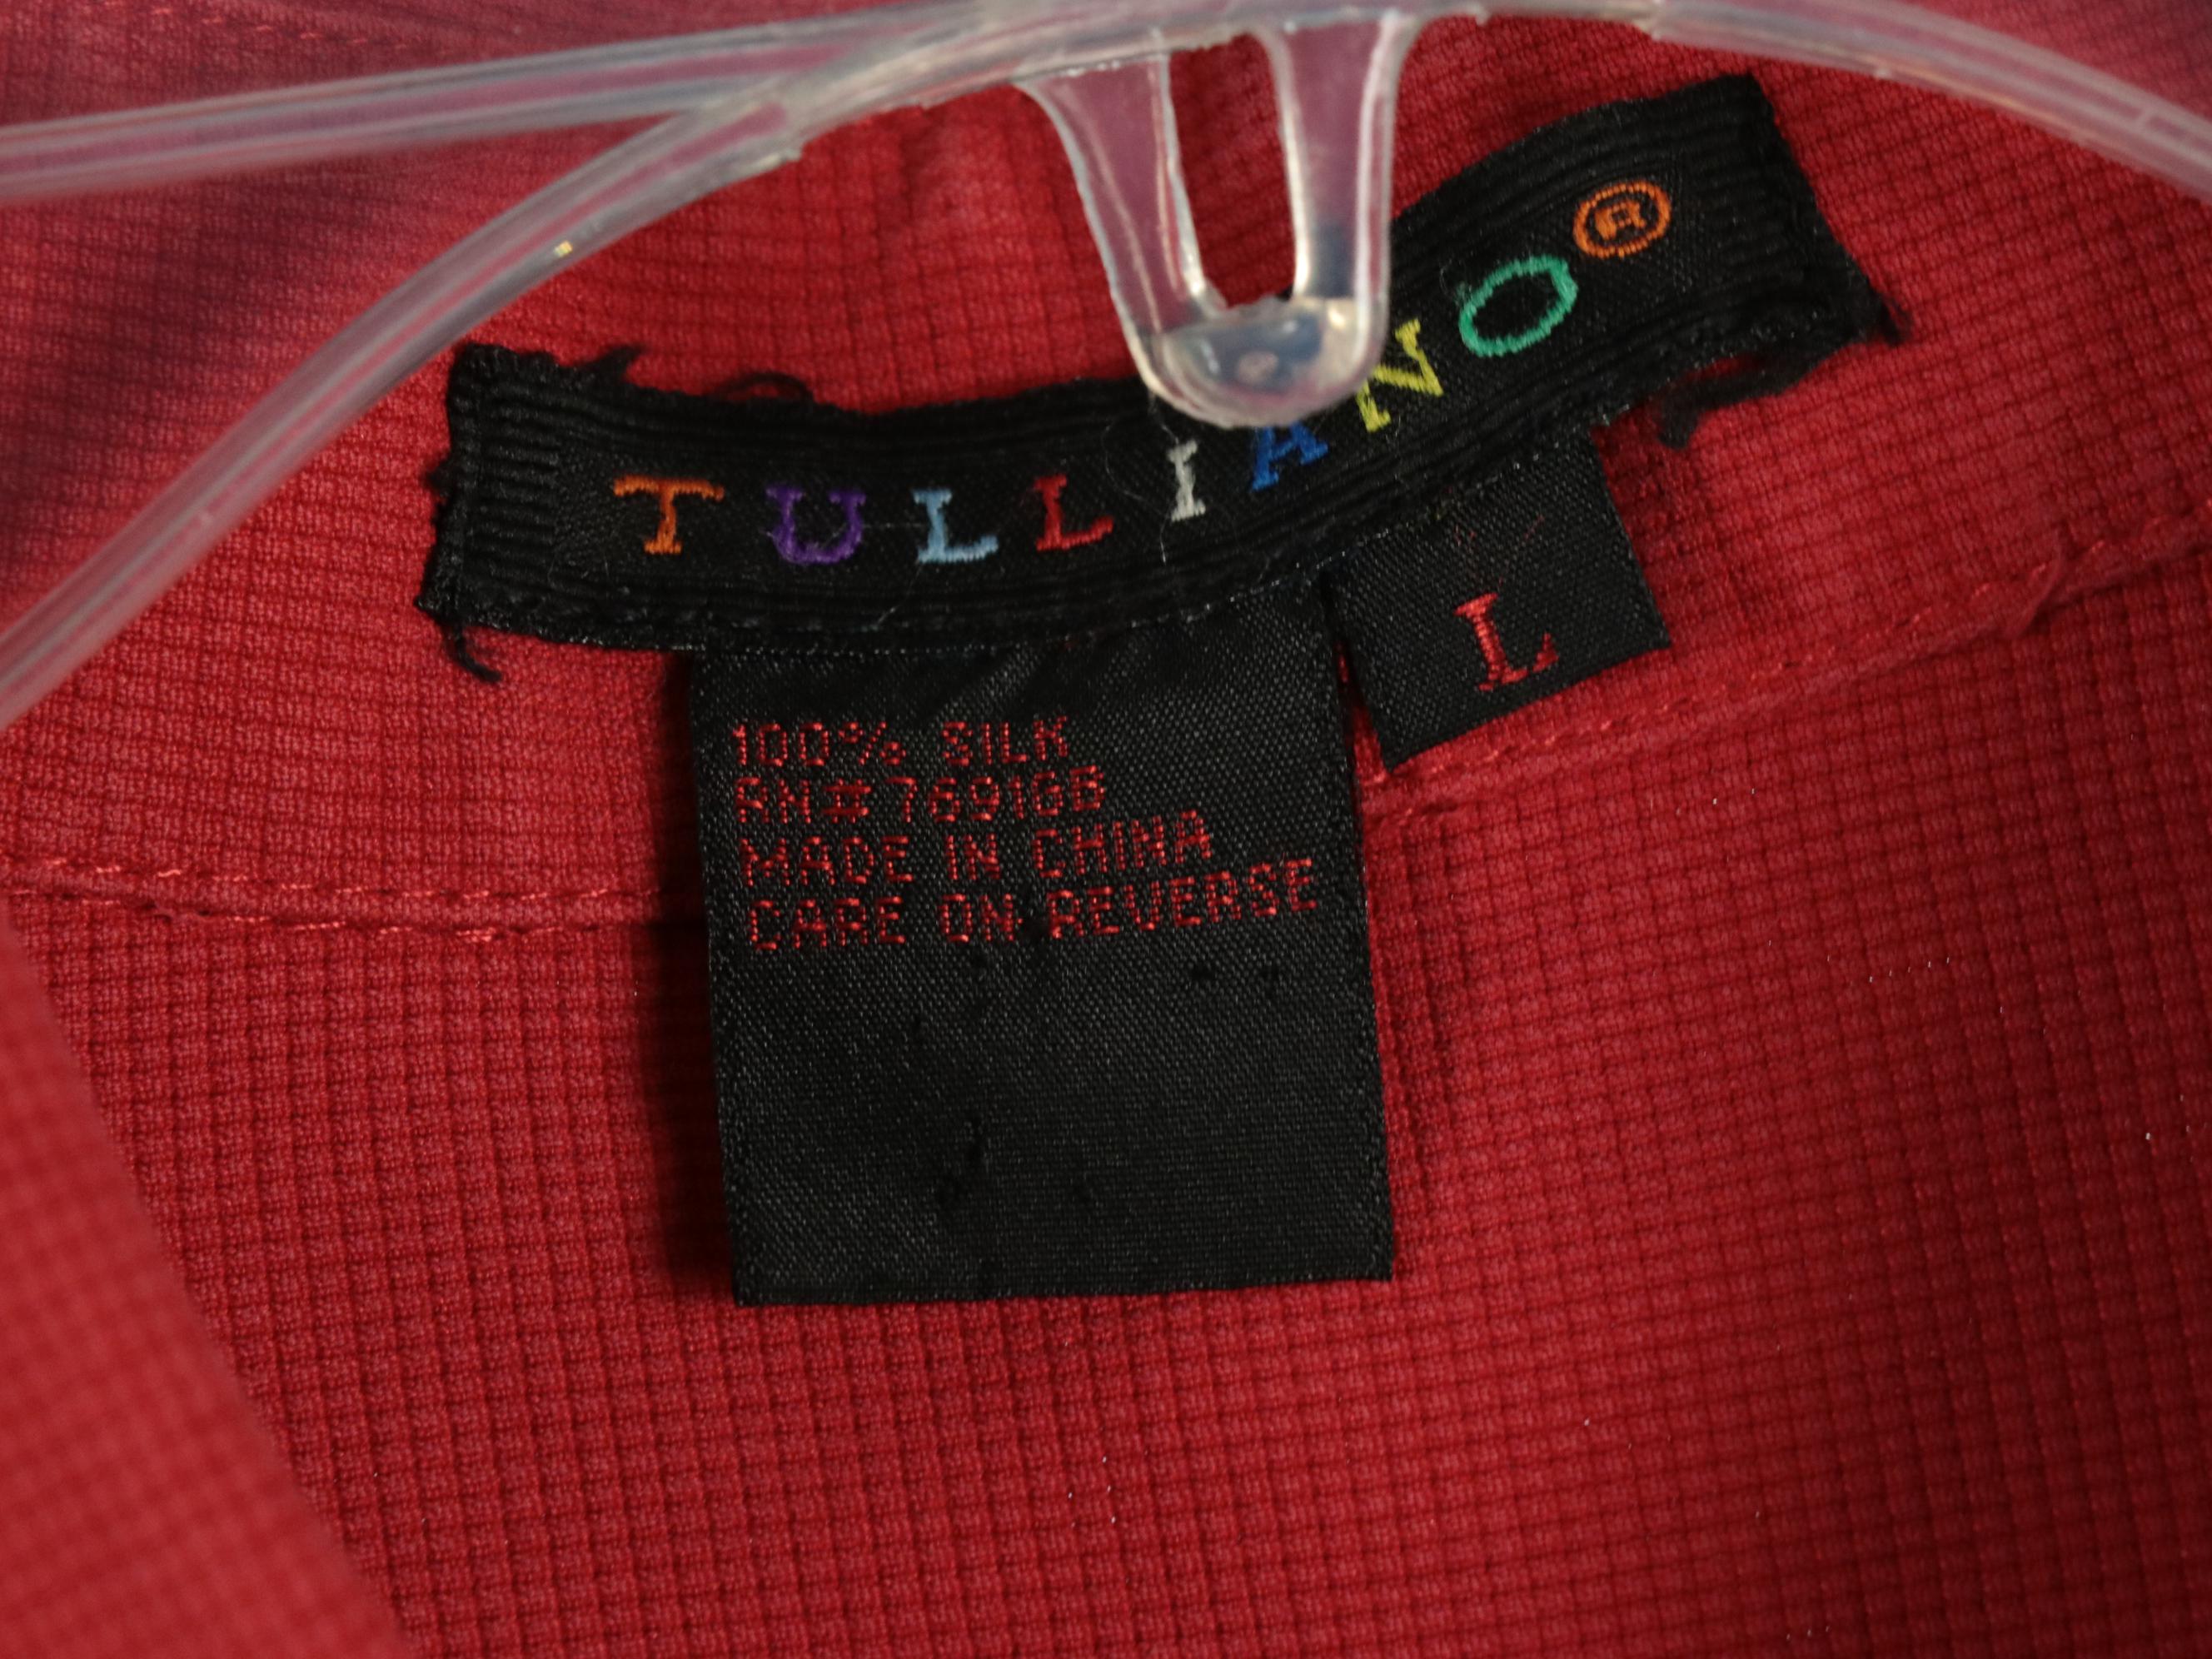 TULLIANO®
L
100% SILK
RN#76916B
MADE IN CHINA
CARE ON REVERSE